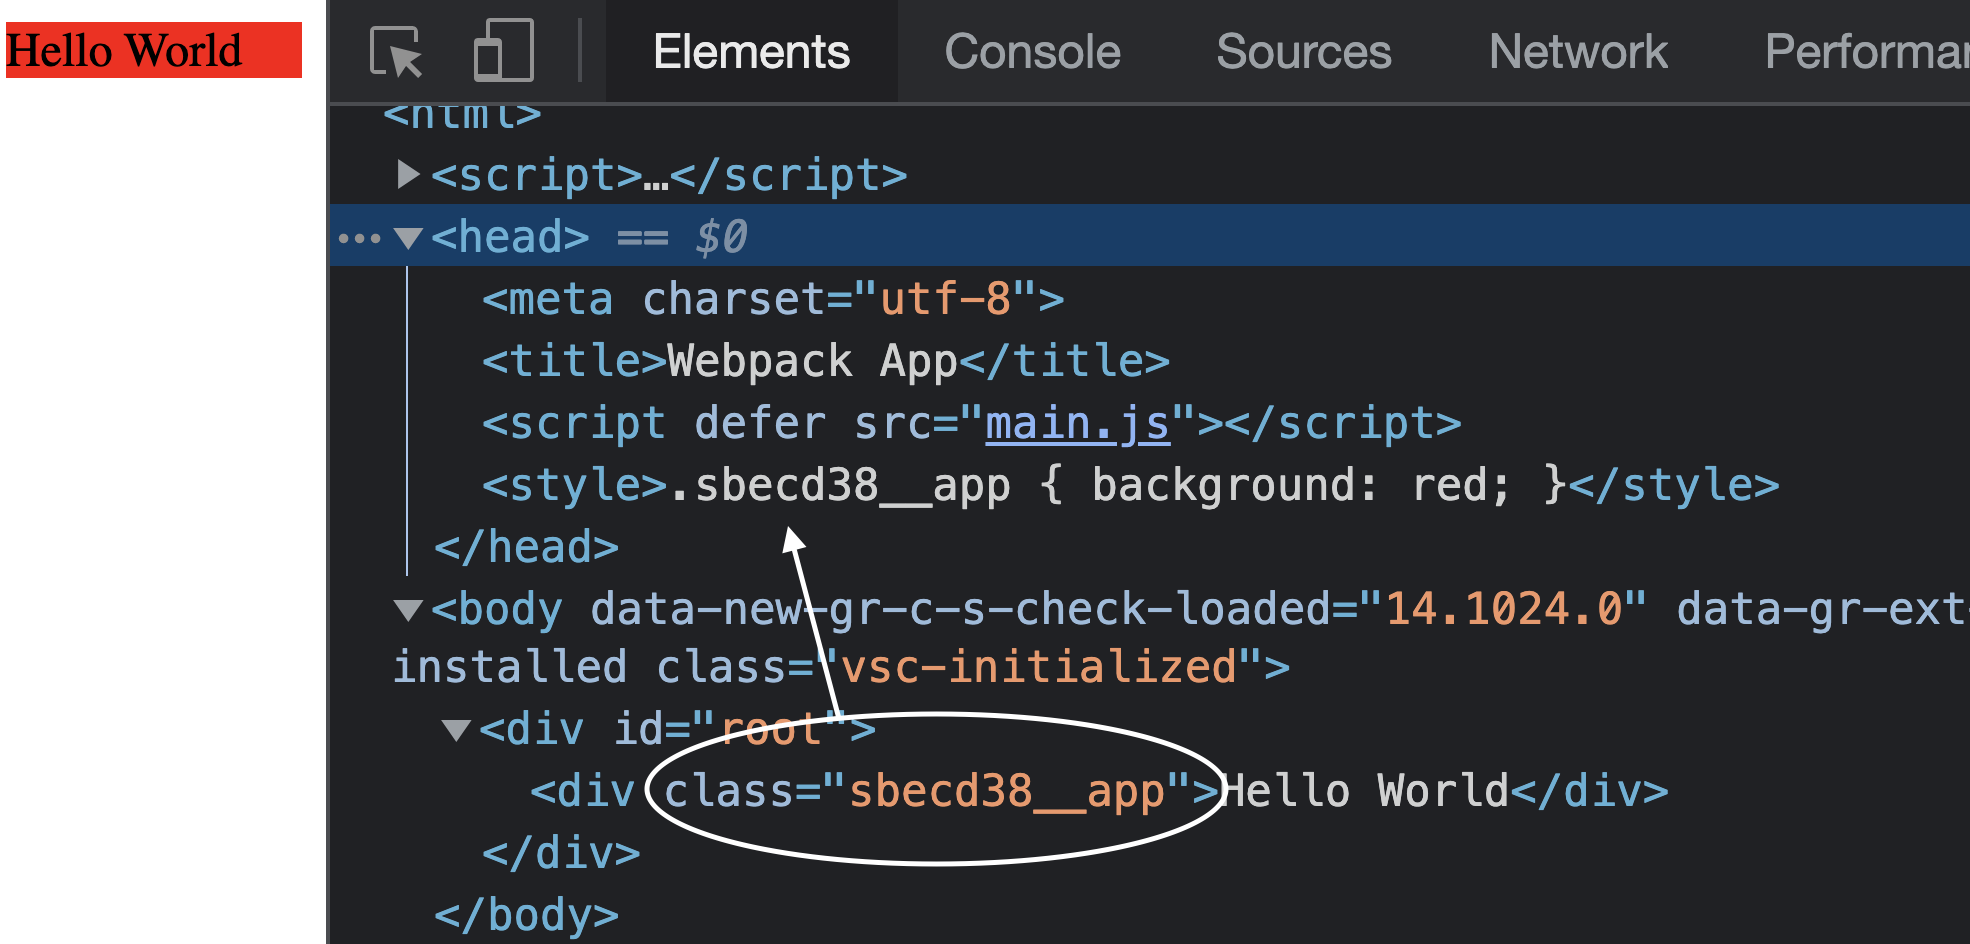 Hello World
Elements Console Sources Network Performa
<html>
<script>…</script>
<head> == $0
<meta charset="utf-8">
<title>Webpack App</title>
<script defer src="main.js"></script>
<style>.sbecd38__app { background: red; }</style>
</head>
<body data-new-gr-c-s-check-loaded="14.1024.0" data-gr-ext-
installed class="vsc-initialized">
<div id="root">
<div class="sbecd38__app">Hello World</div>
</div>
</body>